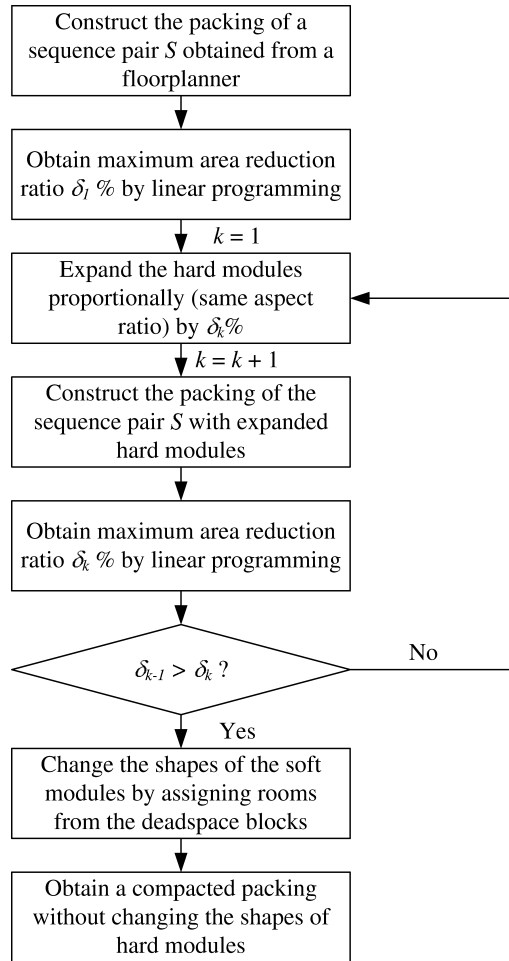 Construct the packing of a
sequence pair S obtained from a
floorplanner
Obtain maximum area reduction
ratio δ1 % by linear programming
k = 1
Expand the hard modules
proportionally (same aspect
ratio) by δk%
k = k + 1
Construct the packing of the
sequence pair S with expanded
hard modules
Obtain maximum area reduction
ratio δk % by linear programming
δk-1 > δk ?
No
Yes
Change the shapes of the soft
modules by assigning rooms
from the deadspace blocks
Obtain a compacted packing
without changing the shapes of
hard modules